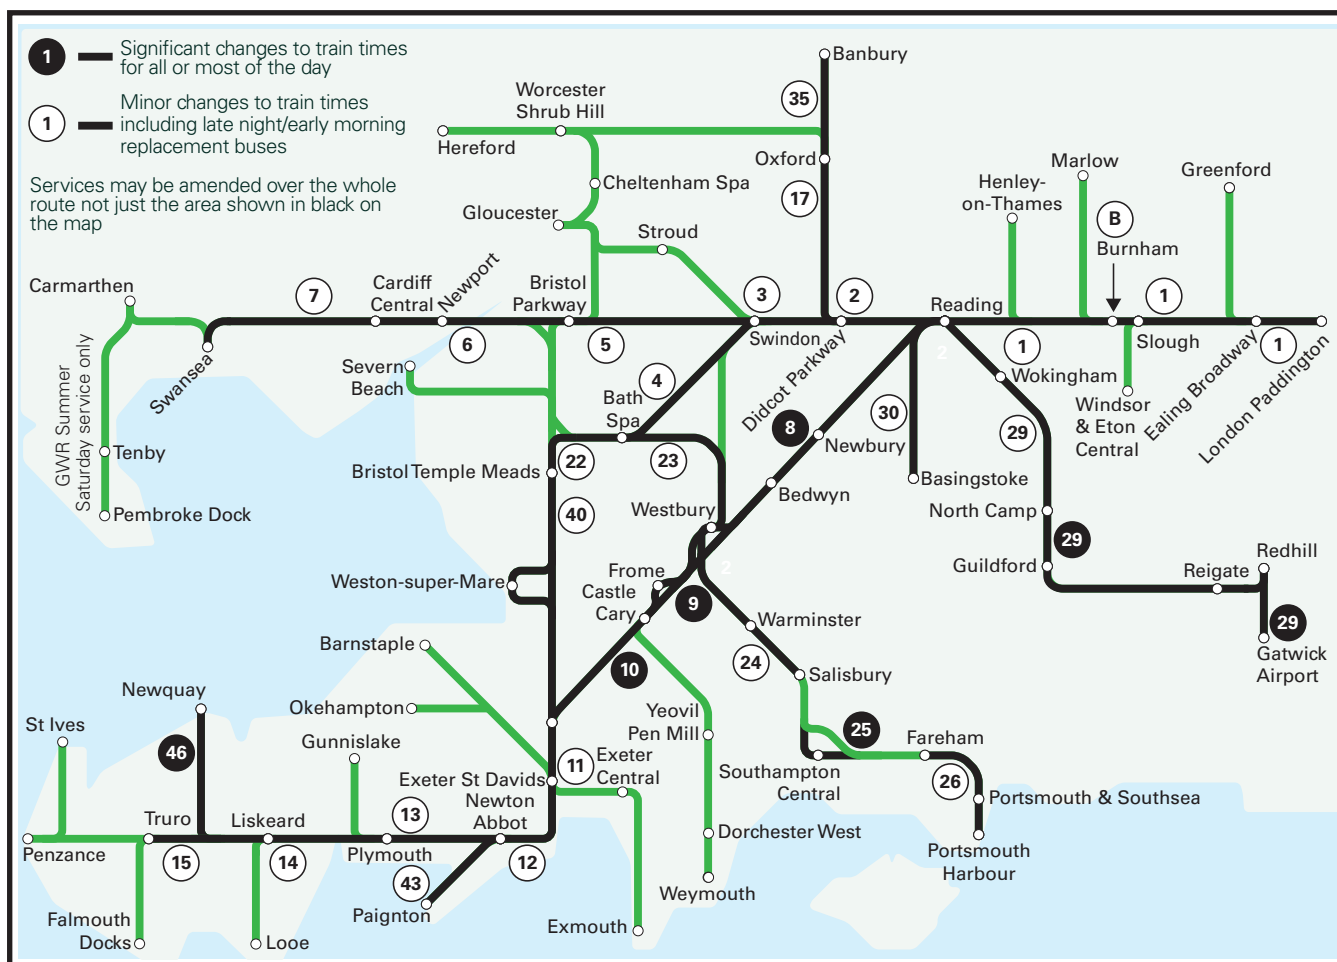 1
Significant changes to train times
for all or most of the day
1
Minor changes to train times
including late night/early morning
replacement buses
Services may be amended over the whole
route not just the area shown in black on
the map
Banbury
35
Worcester
Shrub Hill
Hereford
Oxford
17
Cheltenham Spa
Gloucester
Stroud
Marlow
Henley-
on-Thames
Greenford
B
Burnham
Carmarthen
7
Cardiff
Central
Newport
Bristol
Parkway
3
2
Reading
1
Swansea
6
5
Swindon
Didcot Parkway
2
1
Slough
Ealing Broadway
1
London Paddington
GWR Summer
Saturday service only
Severn
Beach
4
Bath
Spa
Wokingham
Windsor
& Eton
Central
8
Newbury
30
29
Tenby
Bristol Temple Meads
22
23
Basingstoke
Bedwyn
Pembroke Dock
40
Westbury
North Camp
29
Weston-super-Mare
Frome
2
Guildford
Redhill
Reigate
Castle
Cary
9
29
Gatwick
Airport
Warminster
Barnstaple
10
24
Salisbury
Newquay
Okehampton
Yeovil
Pen Mill
St Ives
46
Gunnislake
25
Fareham
Exeter St Davids
11
Exeter
Central
Southampton
Central
26
Newton
Abbot
Portsmouth & Southsea
Truro
Liskeard
13
Dorchester West
Penzance
15
14
Plymouth
12
Portsmouth
Harbour
43
Weymouth
Paignton
Falmouth
Docks
Looe
Exmouth